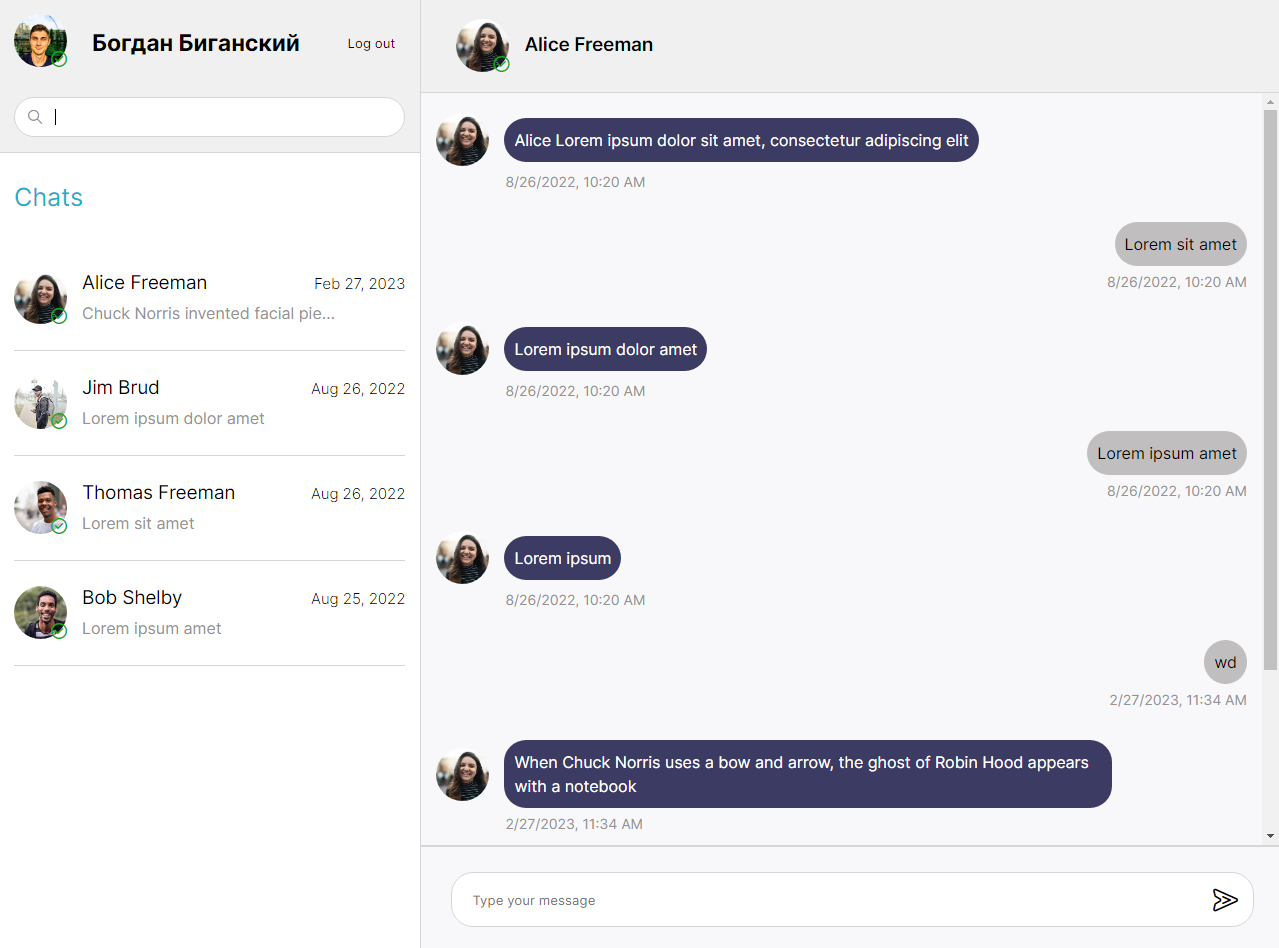 Богдан Биганский
Log out
Chats
Alice Freeman
Feb 27, 2023
Chuck Norris invented facial pie...
Jim Brud
Aug 26, 2022
Lorem ipsum dolor amet
Thomas Freeman
Aug 26, 2022
Lorem sit amet
Bob Shelby
Aug 25, 2022
Lorem ipsum amet
Alice Freeman
Alice Lorem ipsum dolor sit amet, consectetur adipiscing elit
8/26/2022, 10:20 AM
Lorem sit amet
8/26/2022, 10:20 AM
Lorem ipsum dolor amet
8/26/2022, 10:20 AM
Lorem ipsum amet
8/26/2022, 10:20 AM
Lorem ipsum
8/26/2022, 10:20 AM
wd
2/27/2023, 11:34 AM
When Chuck Norris uses a bow and arrow, the ghost of Robin Hood appears
with a notebook
2/27/2023, 11:34 AM
Type your message